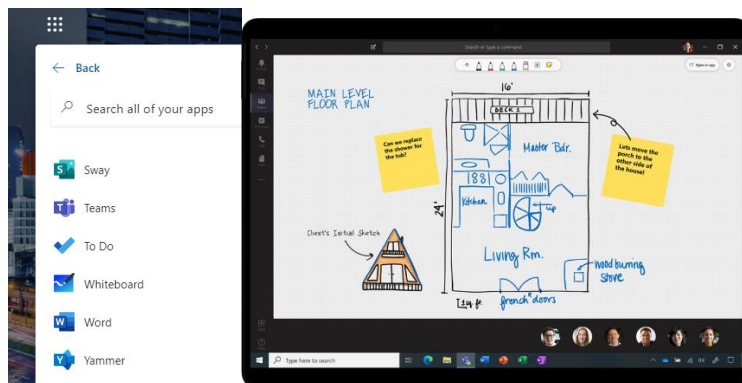 Back
Search all of your apps
Sway
Teams
To Do
Whiteboard
Word
Yammer
Search or type a command
Open in app
MAIN LEVEL
FLOOR PLAN
16'
DECK
Can we replace
the shower for
the tub?
Master Bdr.
Lets move the
porch to the
other side of
the house!
24'
Kitchen
up
Client's Initial Sketch
Living Rm.
wood burning
stove
french doors
Type here to search